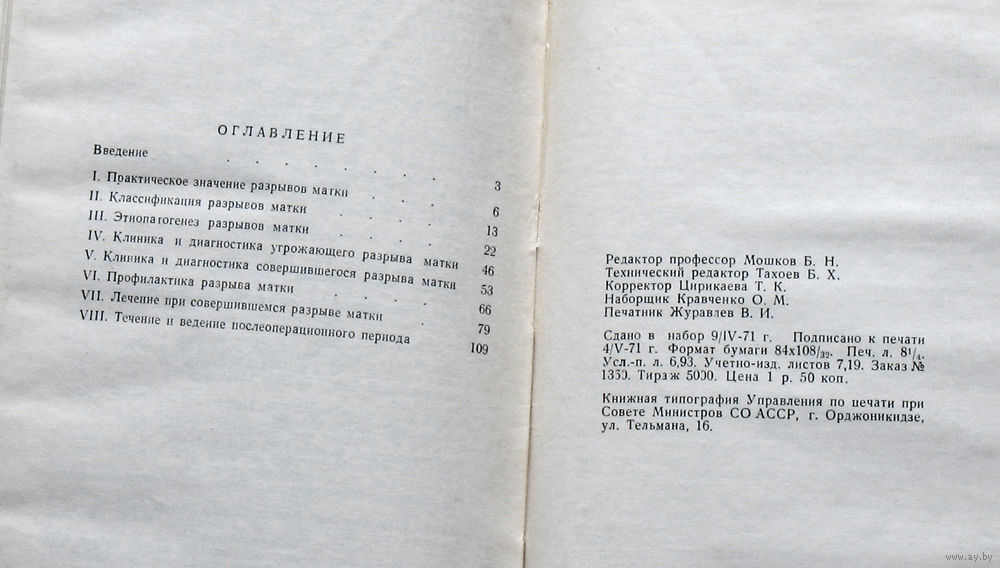 ОГЛАВЛЕНИЕ
Введение . . . . . . . . 3
I. Практическое значение разрывов матки . . . 6
II. Классификация разрывов матки . . . . 13
III. Этиопатогенез разрывов матки . . . . 22
IV. Клиника и диагностика угрожающего разрыва матки 46
V. Клиника и диагностика совершившегося разрыва матки 53
VI. Профилактика разрыва матки . . . . 66
VII. Лечение при совершившемся разрыве матки . 79
VIII. Течение и ведение послеоперационного периода 109
Редактор профессор Мошков Б. Н.
Технический редактор Тахоев Б. Х.
Корректор Цирикаева Т. К.
Наборщик Кравченко О. М.
Печатник Журавлев В. И.
Сдано в набор 9/IV-71 г. Подписано к печати
4/V-71 г. Формат бумаги 84х108/32. Печ. л. 8¼.
Усл.-п. л. 6,93. Учетно-изд. листов 7,19. Заказ №
1360. Тираж 5000. Цена 1 р. 50 коп.
Книжная типография Управления по печати при
Совете Министров СО АССР, г. Орджоникидзе,
ул. Тельмана, 16.
www.ay.by